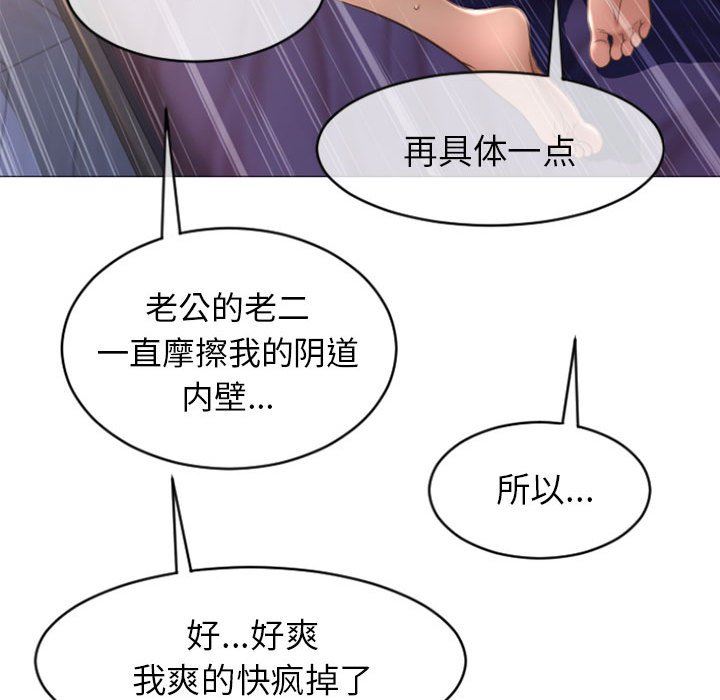 再具体一点
老公的老二
一直摩擦我的阴道
内壁...
所以...
好...好爽
我爽的快疯掉了